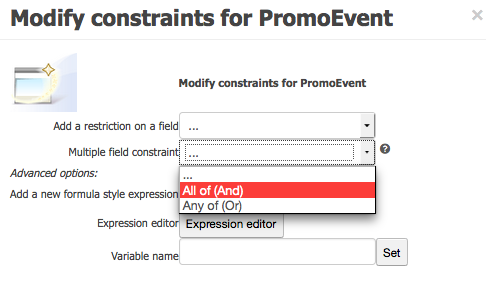 Modify constraints for PromoEvent ×
Modify constraints for PromoEvent
Add a restriction on a field ...
Multiple field constraint ... ?
...
Advanced options:
All of (And)
Add a new formula style expression
Any of (Or)
Expression editor Expression editor
Variable name Set